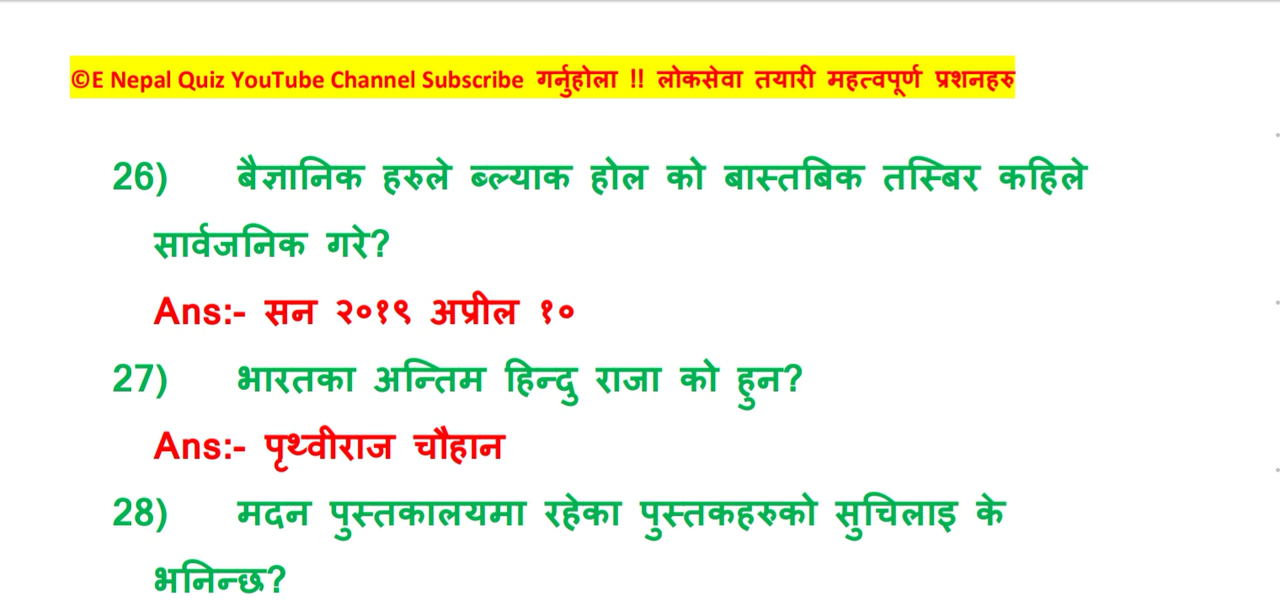 ©E Nepal Quiz YouTube Channel Subscribe गर्नुहोला !! लोकसेवा तयारी महत्वपूर्ण प्रशनहरु
26) बैज्ञानिक हरुले ब्ल्याक होल को बास्तबिक तस्बिर कहिले
सार्वजनिक गरे?
Ans:- सन २०१९ अप्रील १०
27) भारतका अन्तिम हिन्दु राजा को हुन?
Ans:- पृथ्वीराज चौहान
28) मदन पुस्तकालयमा रहेका पुस्तकहरुको सुचिलाइ के
भनिन्छ?